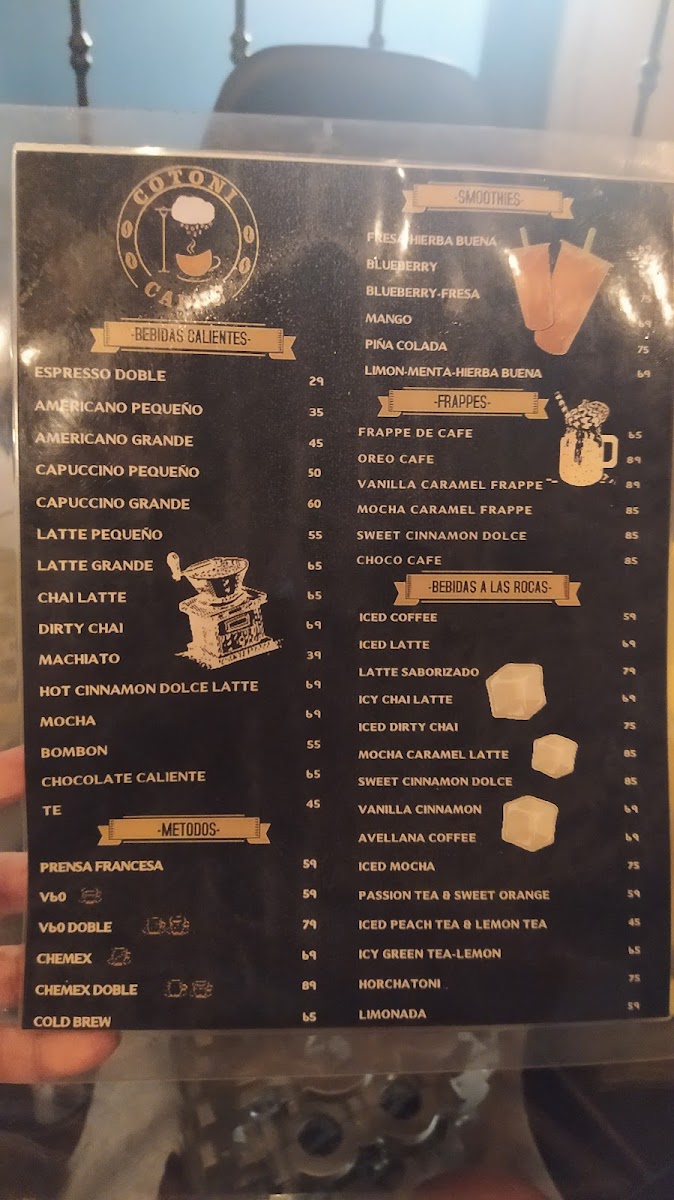 COTONI
-BEBIDAS CALIENTES-
ESPRESSO DOBLE 29
AMERICANO PEQUEÑO 35
AMERICANO GRANDE 45
CAPUCCINO PEQUEÑO 50
CAPUCCINO GRANDE 60
LATTE PEQUEÑO 55
LATTE GRANDE 65
CHAI LATTE 65
DIRTY CHAI 69
MACHIATO 39
HOT CINNAMON DOLCE LATTE 69
MOCHA 69
BOMBON 55
CHOCOLATE CALIENTE 65
TE 45
-METODOS-
PRENSA FRANCESA 59
V60 59
V60 DOBLE 79
CHEMEX 69
CHEMEX DOBLE 89
COLD BREW 65
-SMOOTHIES-
FRESA-HIERBA BUENA
BLUEBERRY
BLUEBERRY-FRESA
MANGO
PIÑA COLADA 75
LIMON-MENTA-HIERBA BUENA 69
-FRAPPES-
FRAPPE DE CAFE 65
OREO CAFE 89
VANILLA CARAMEL FRAPPE 89
MOCHA CARAMEL FRAPPE 85
SWEET CINNAMON DOLCE 85
CHOCO CAFE 85
-BEBIDAS A LAS ROCAS-
ICED COFFEE 59
ICED LATTE 69
LATTE SABORIZADO 79
ICY CHAI LATTE 69
ICED DIRTY CHAI 75
MOCHA CARAMEL LATTE 85
SWEET CINNAMON DOLCE 85
VANILLA CINNAMON 69
AVELLANA COFFEE 69
ICED MOCHA 75
PASSION TEA & SWEET ORANGE 59
ICED PEACH TEA & LEMON TEA 45
ICY GREEN TEA-LEMON 65
HORCHATONI 75
LIMONADA 59